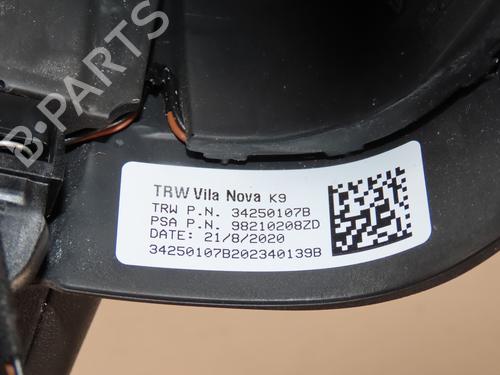 B-PARTS
TRW Vila Nova K9
TRW P.N. 34250107B
PSA P.N. 98210208ZD
DATE: 21/8/2020
34250107B202340139B